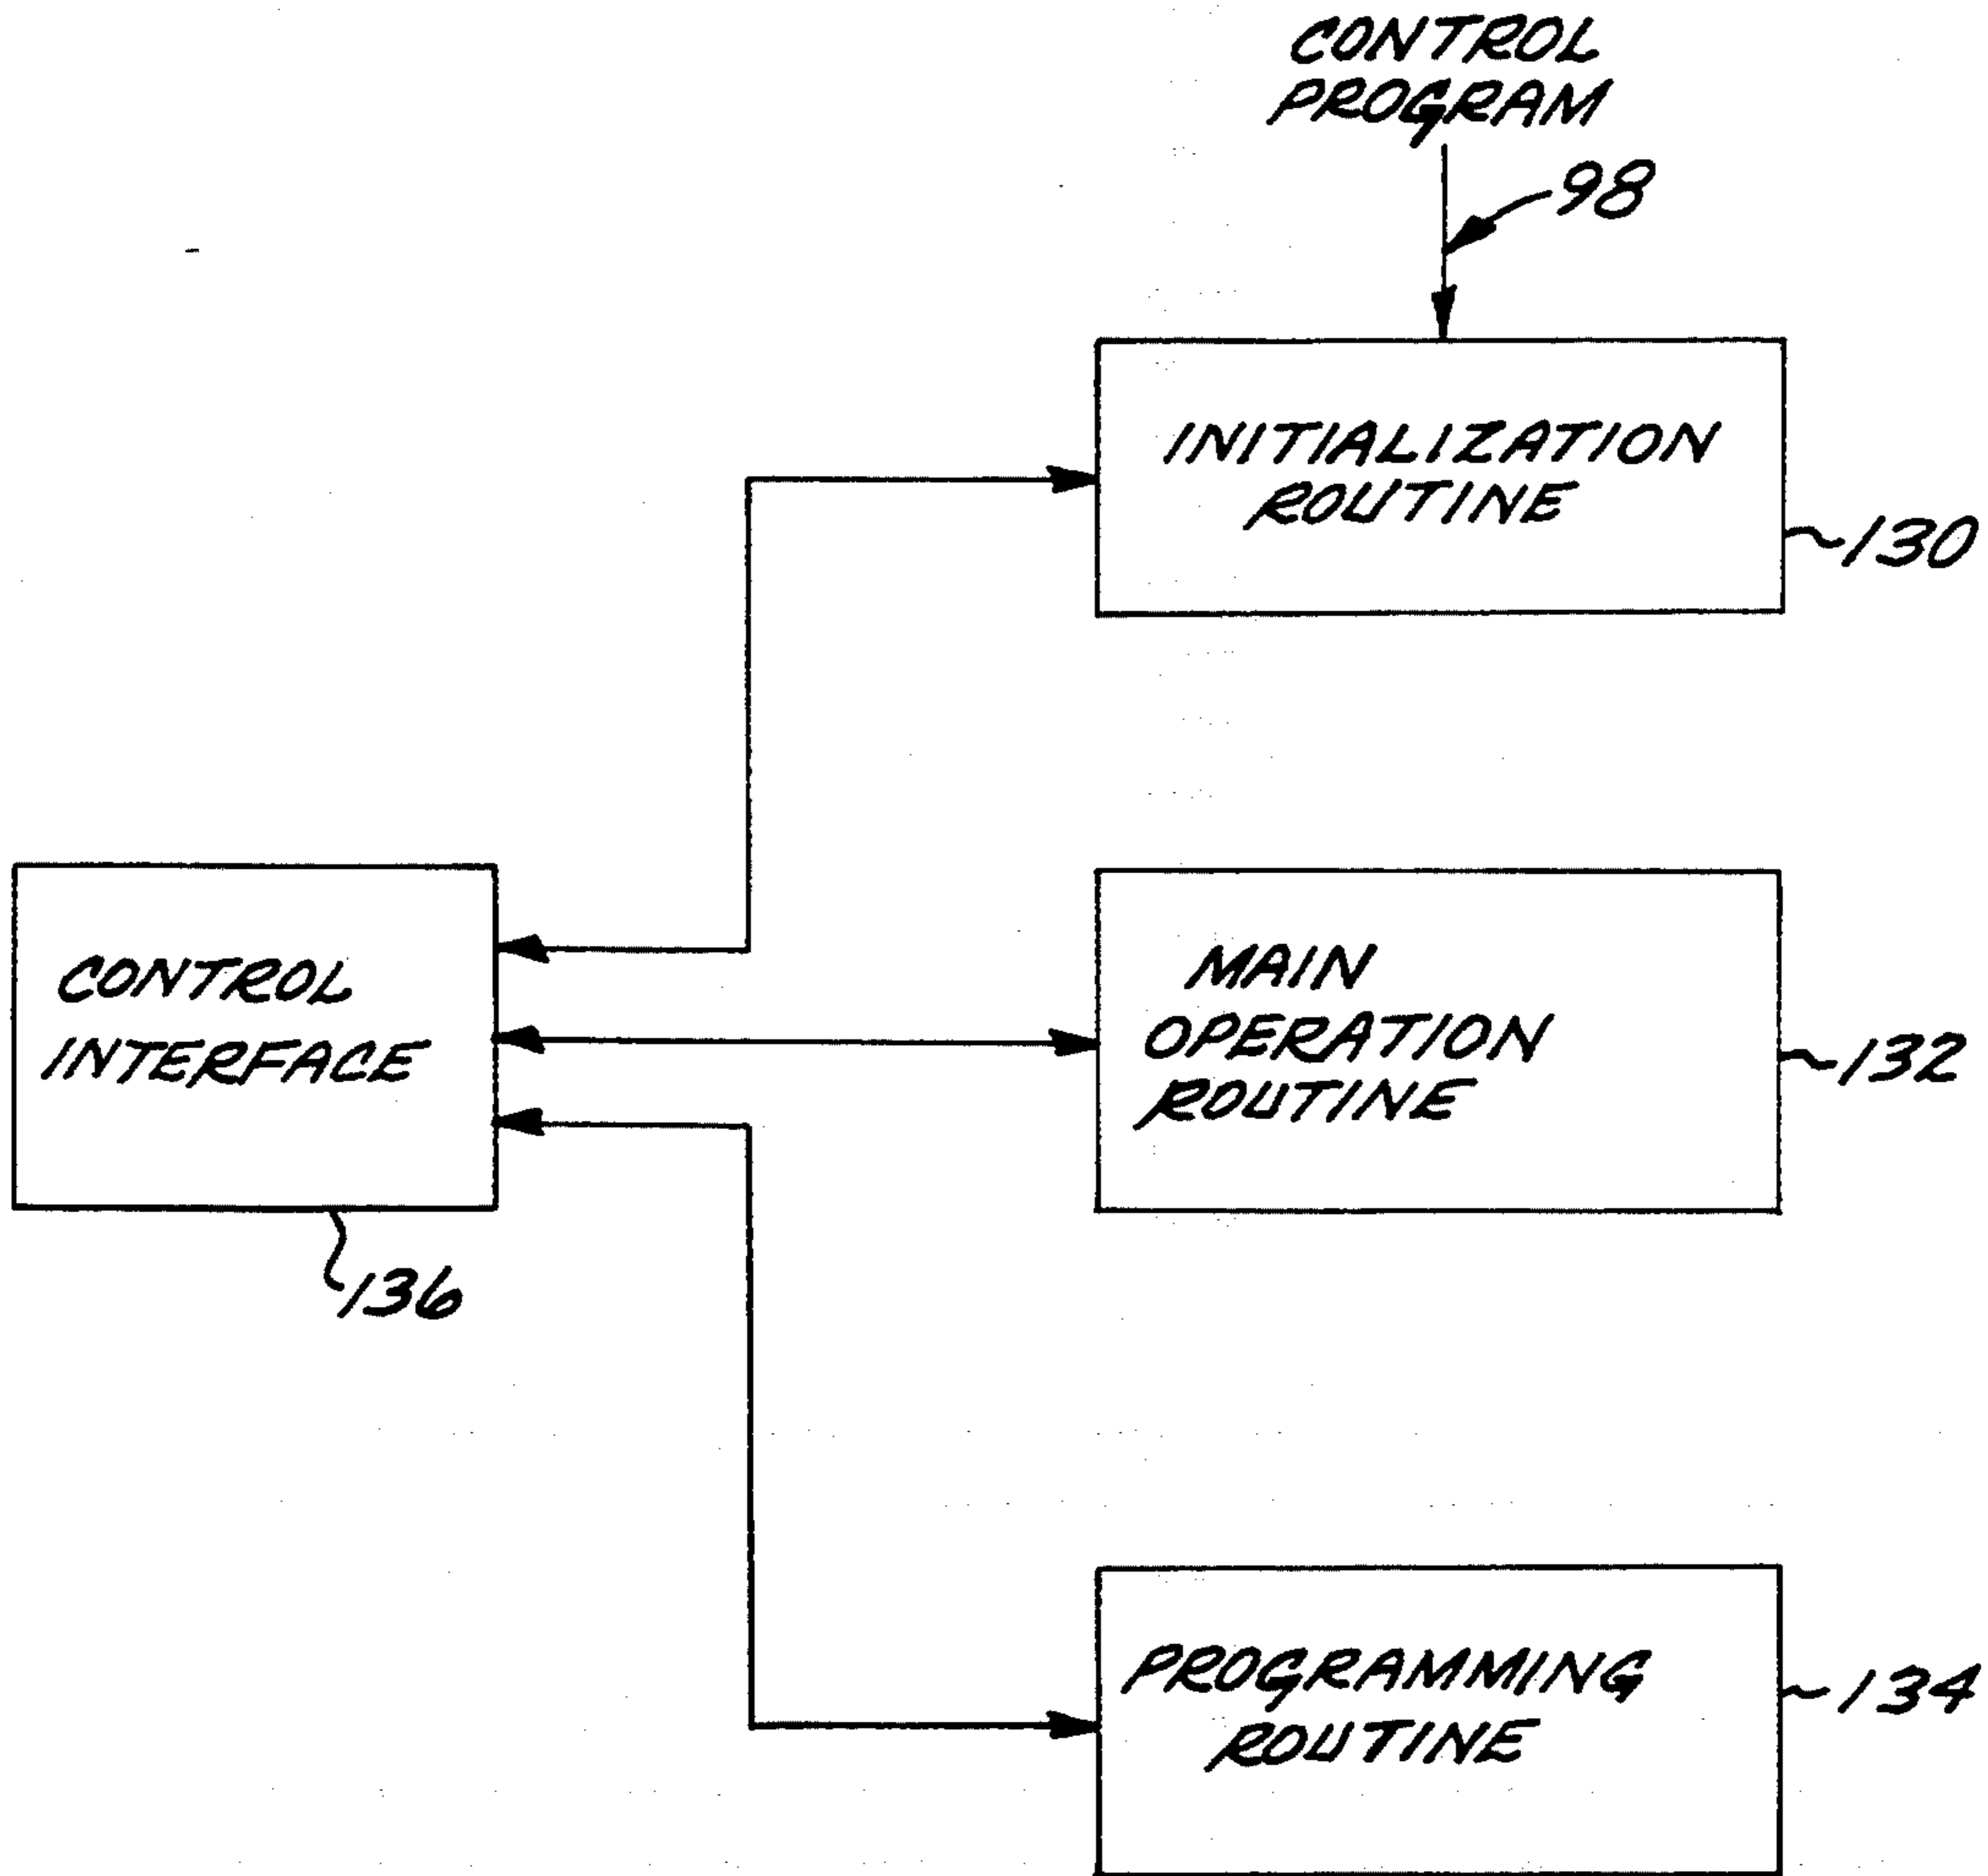 CONTROL
PROGRAM
98
INITIALIZATION
ROUTINE
130
CONTROL
INTERFACE
136
MAIN
OPERATION
ROUTINE
132
PROGRAMMING
ROUTINE
134